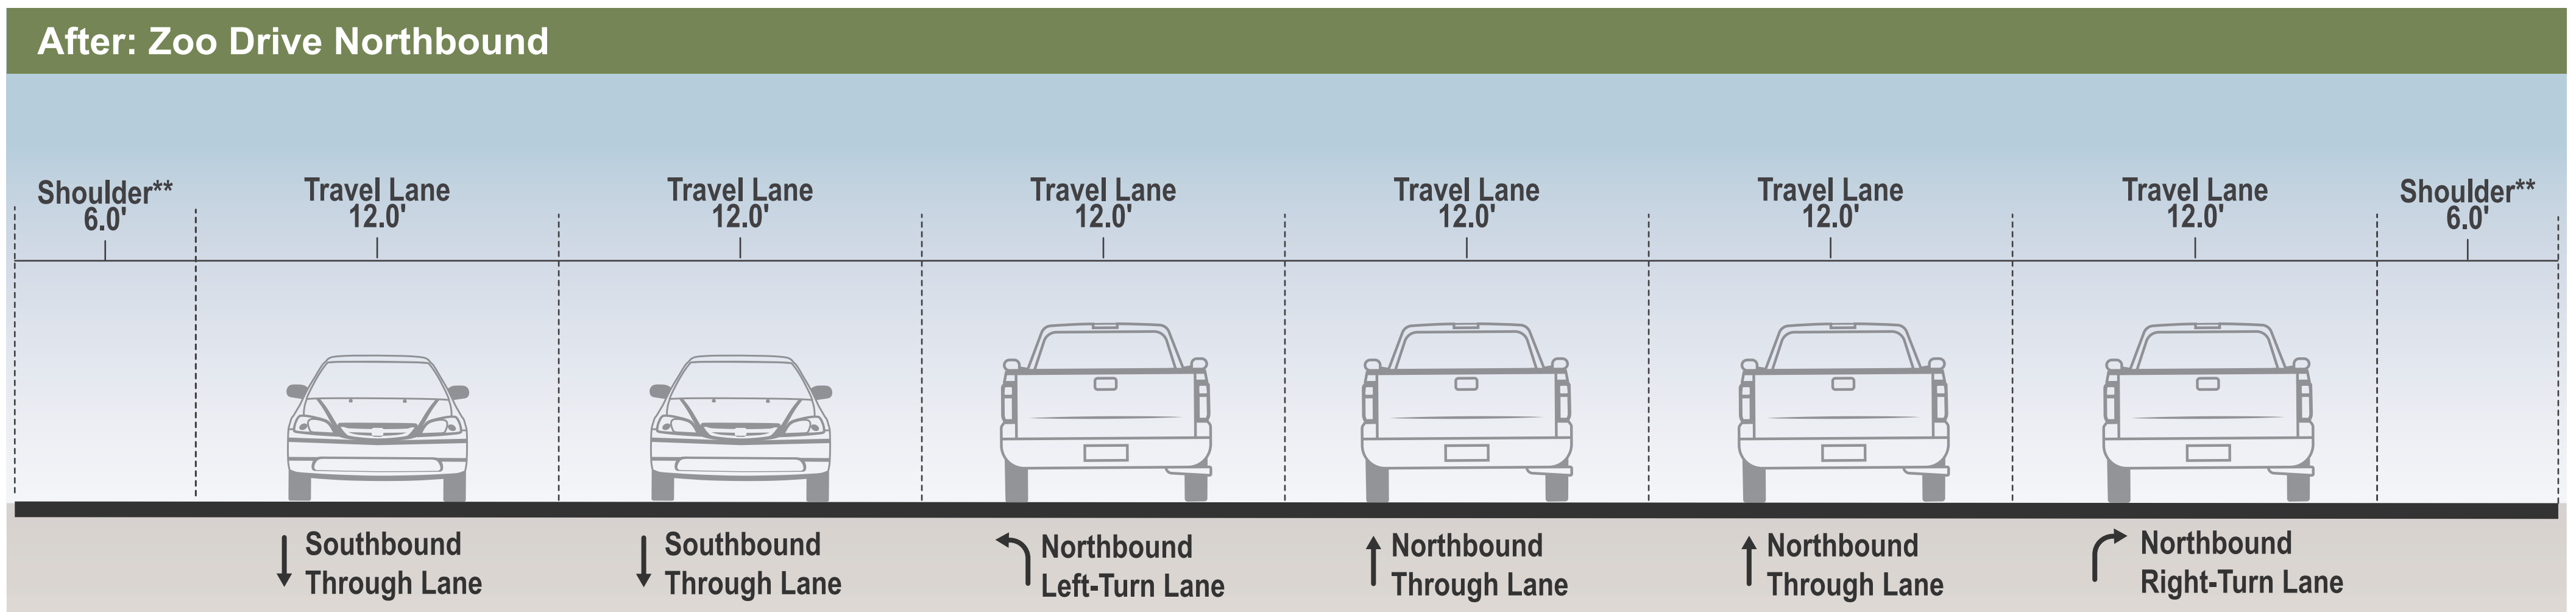 After: Zoo Drive Northbound
Shoulder**
6.0'
Travel Lane
12.0'
Travel Lane
12.0'
Travel Lane
12.0'
Travel Lane
12.0'
Travel Lane
12.0'
Travel Lane
12.0'
Shoulder**
6.0'
Southbound
Through Lane
Southbound
Through Lane
Northbound
Left-Turn Lane
Northbound
Through Lane
Northbound
Through Lane
Northbound
Right-Turn Lane